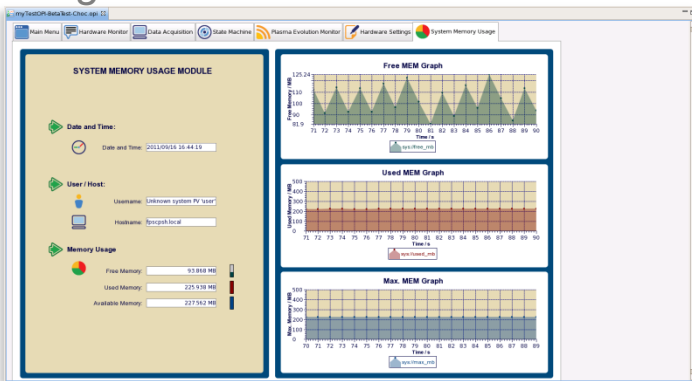 myTestOPI-BetaTest-Chec.opi
Main Menu Hardware Monitor Data Acquisition State Machine Plasma Evolution Monitor Hardware Settings System Memory Usage
SYSTEM MEMORY USAGE MODULE
Date and Time:
Date and Time: 2011/09/16 16:44:19
User / Host:
Username: Unknown system PV 'user'
Hostname: fpocpsh.local
Memory Usage
Free Memory: 93.868 MB
Used Memory: 225.938 MB
Available Memory: 227.562 MB
Free MEM Graph
Free Memory / MB
125.24
110
100
90
81.9
71 72 73 74 75 76 77 78 79 80 81 82 83 84 85 86 87 88 89 90
Time / s
sys://free_mb
Used MEM Graph
Used Memory / MB
500
400
300
200
100
0
71 72 73 74 75 76 77 78 79 80 81 82 83 84 85 86 87 88 89 90
Time / s
sys://used_mb
Max. MEM Graph
Max. Memory / MB
500
400
300
200
100
0
70 71 72 73 74 75 76 77 78 79 80 81 82 83 84 85 86 87 88 89
Time / s
sys://max_mb